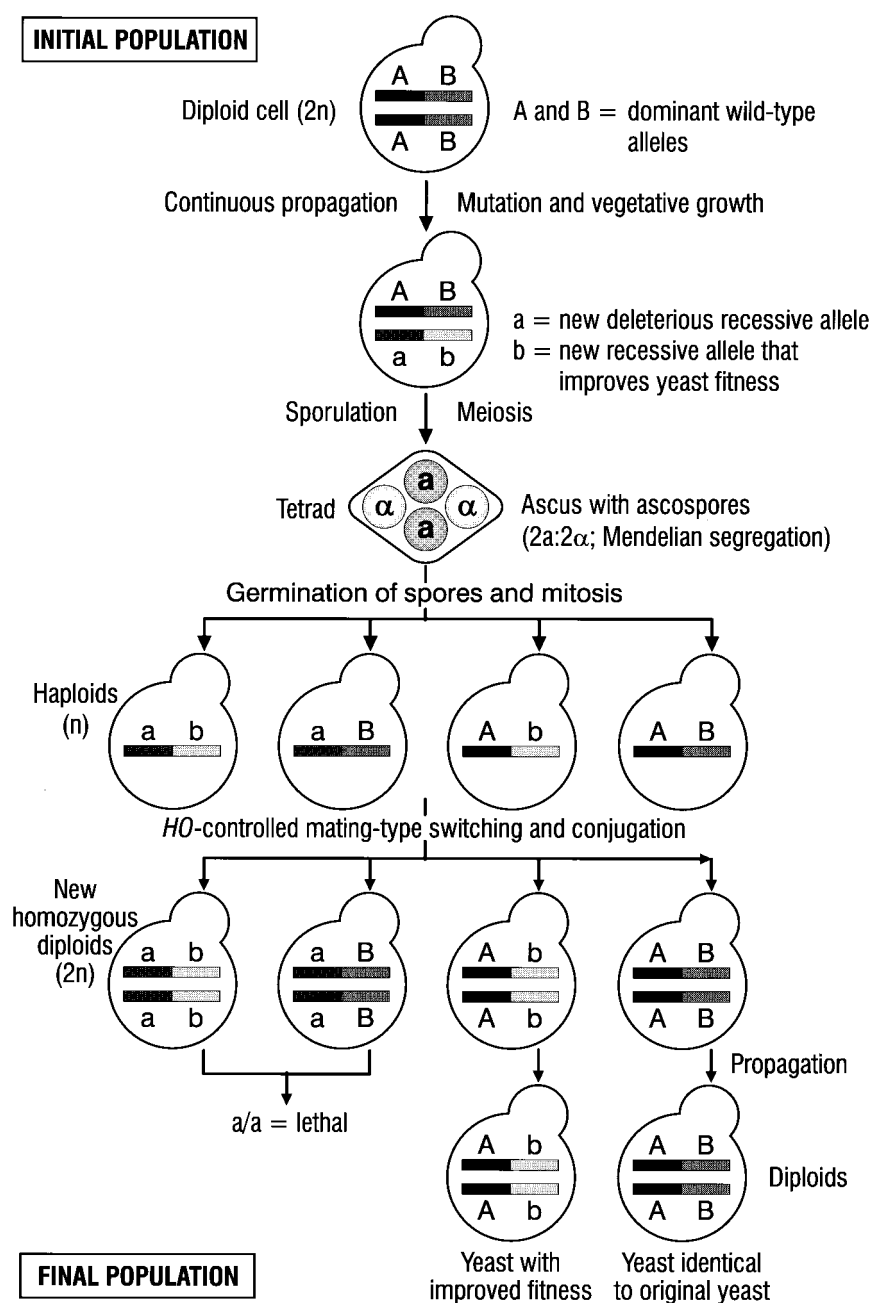 INITIAL POPULATION
A B
Diploid cell (2n)
A B
A and B = dominant wild-type
alleles
Continuous propagation
Mutation and vegetative growth
A B
a b
a = new deleterious recessive allele
b = new recessive allele that
improves yeast fitness
Sporulation
Meiosis
Tetrad
a
α α
a
Ascus with ascospores
(2a:2α; Mendelian segregation)
Germination of spores and mitosis
Haploids
(n)
a b
a B
A b
A B
HO-controlled mating-type switching and conjugation
New
homozygous
diploids
(2n)
a b
a b
a B
a B
A b
A b
A B
A B
Propagation
a/a = lethal
A b
A b
A B
A B
Diploids
Yeast with
improved fitness
Yeast identical
to original yeast
FINAL POPULATION